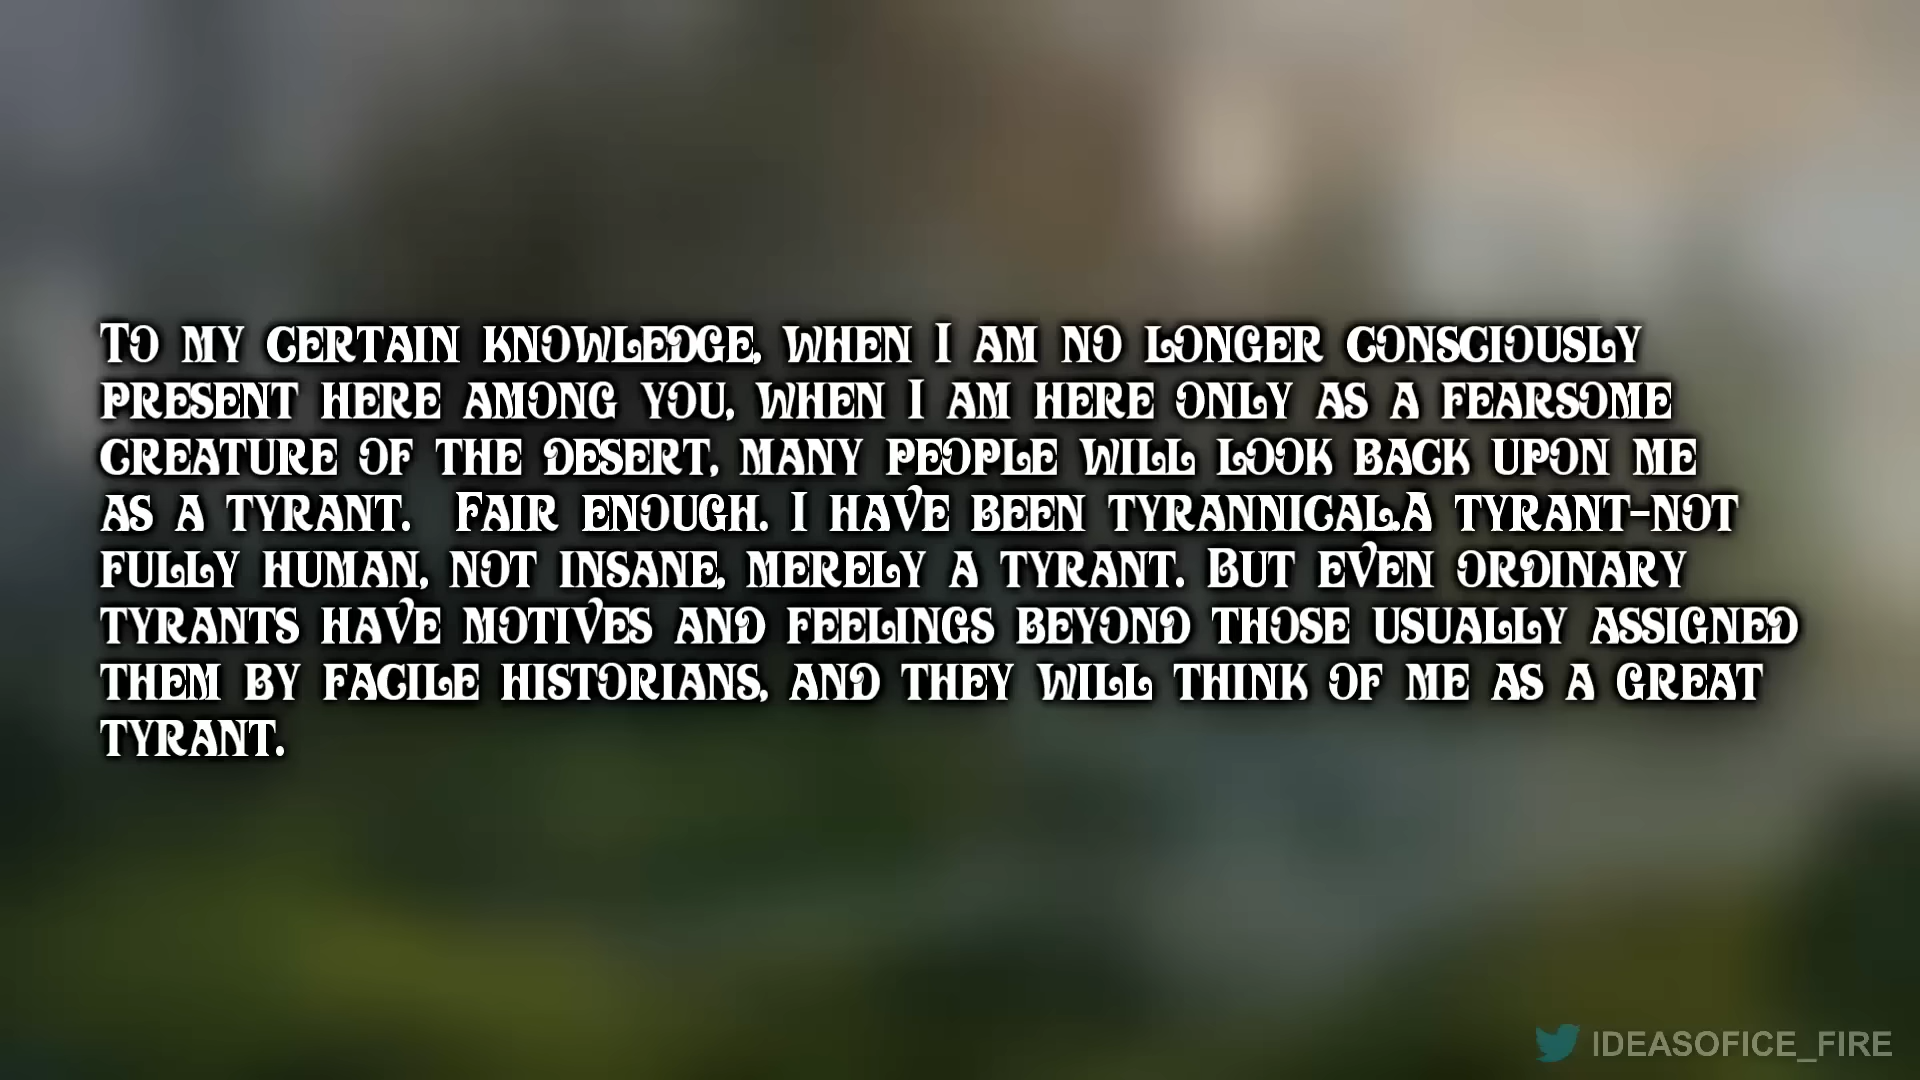 To my certain knowledge, when I am no longer consciously
present here among you, when I am here only as a fearsome
creature of the desert, many people will look back upon me
as a tyrant.  Fair enough. I have been tyrannical.A tyrant-not
fully human, not insane, merely a tyrant. But even ordinary
tyrants have motives and feelings beyond those usually assigned
them by facile historians, and they will think of me as a great
tyrant.
IDEASOFICE_FIRE